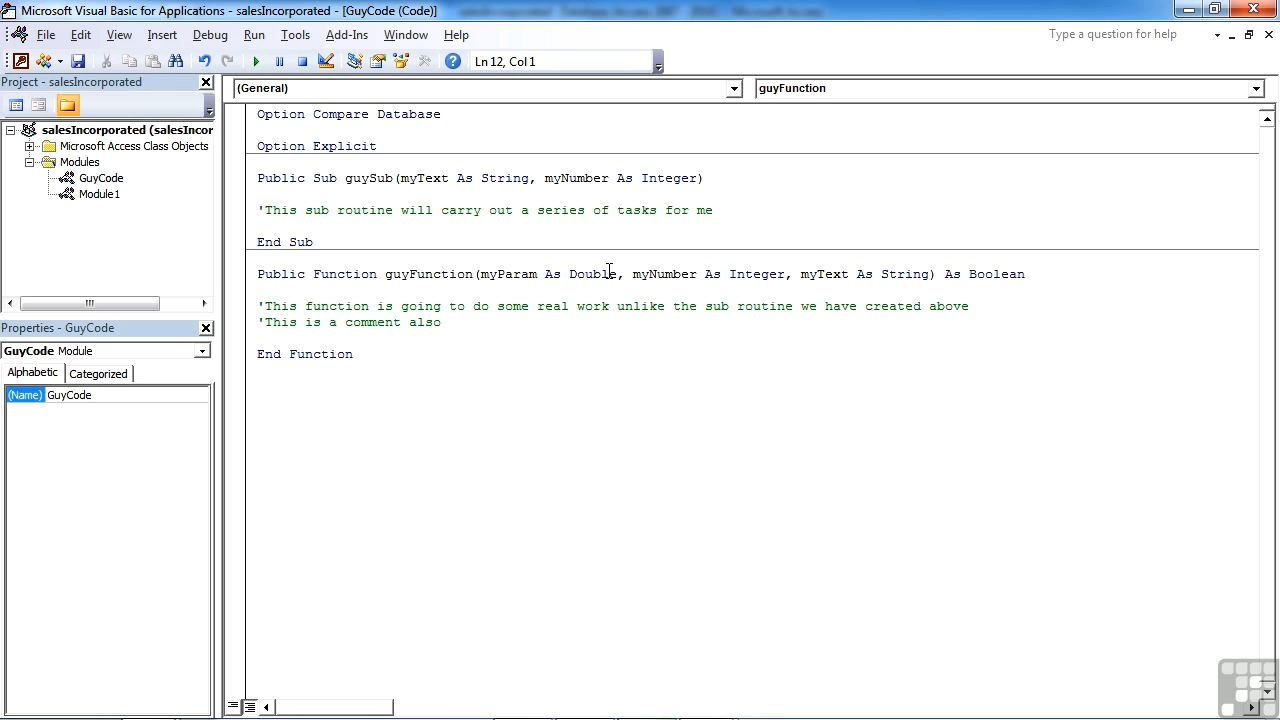 Microsoft Visual Basic for Applications - salesIncorporated - [GuyCode (Code)]
File Edit View Insert Debug Run Tools Add-Ins Window Help
Type a question for help
Ln 12, Col 1
Project - salesIncorporated
salesIncorporated (salesIncor
Microsoft Access Class Objects
Modules
GuyCode
Module1
Properties - GuyCode
GuyCode Module
Alphabetic Categorized
(Name) GuyCode
(General) guyFunction
Option Compare Database
Option Explicit
Public Sub guySub(myText As String, myNumber As Integer)
'This sub routine will carry out a series of tasks for me
End Sub
Public Function guyFunction(myParam As Double, myNumber As Integer, myText As String) As Boolean
'This function is going to do some real work unlike the sub routine we have created above
'This is a comment also
End Function